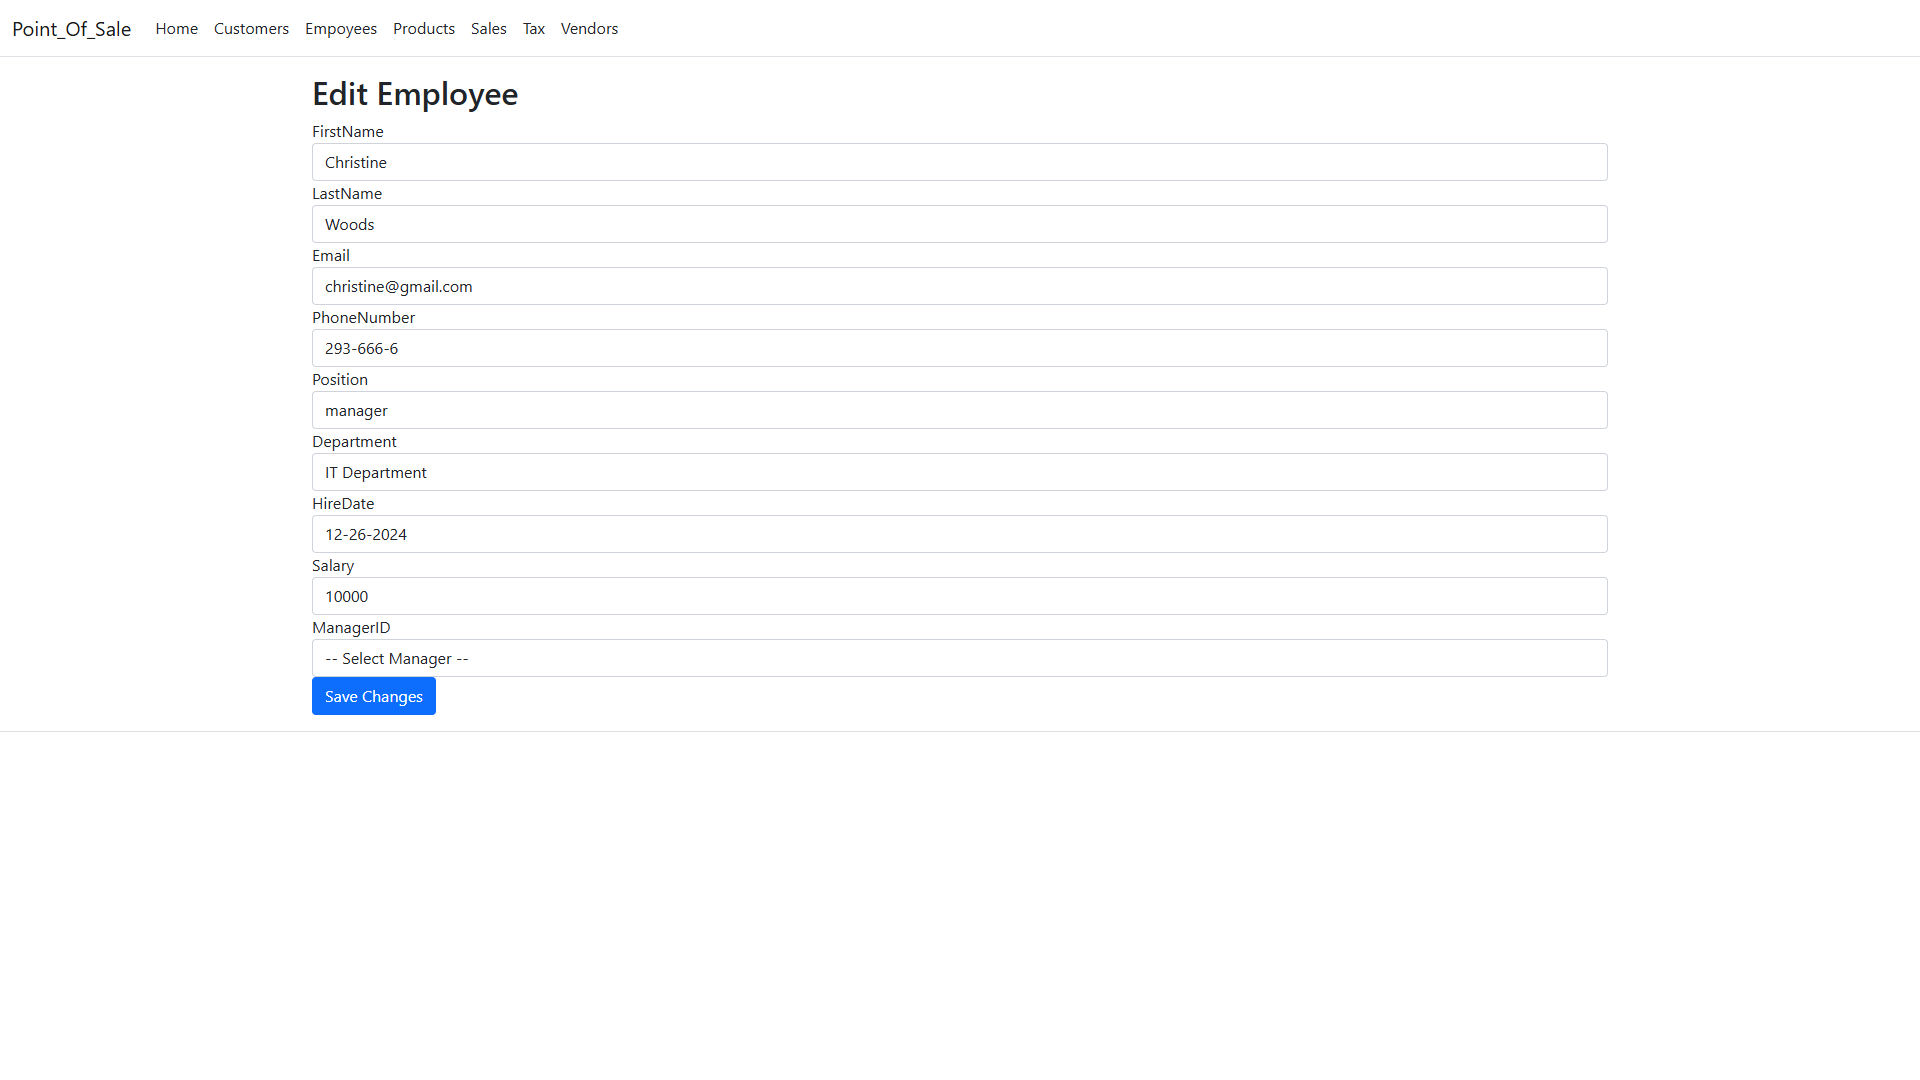 Point_Of_Sale Home Customers Empoyees Products Sales Tax Vendors
Edit Employee
FirstName
Christine
LastName
Woods
Email
christine@gmail.com
PhoneNumber
293-666-6
Position
manager
Department
IT Department
HireDate
12-26-2024
Salary
10000
ManagerID
-- Select Manager --
Save Changes